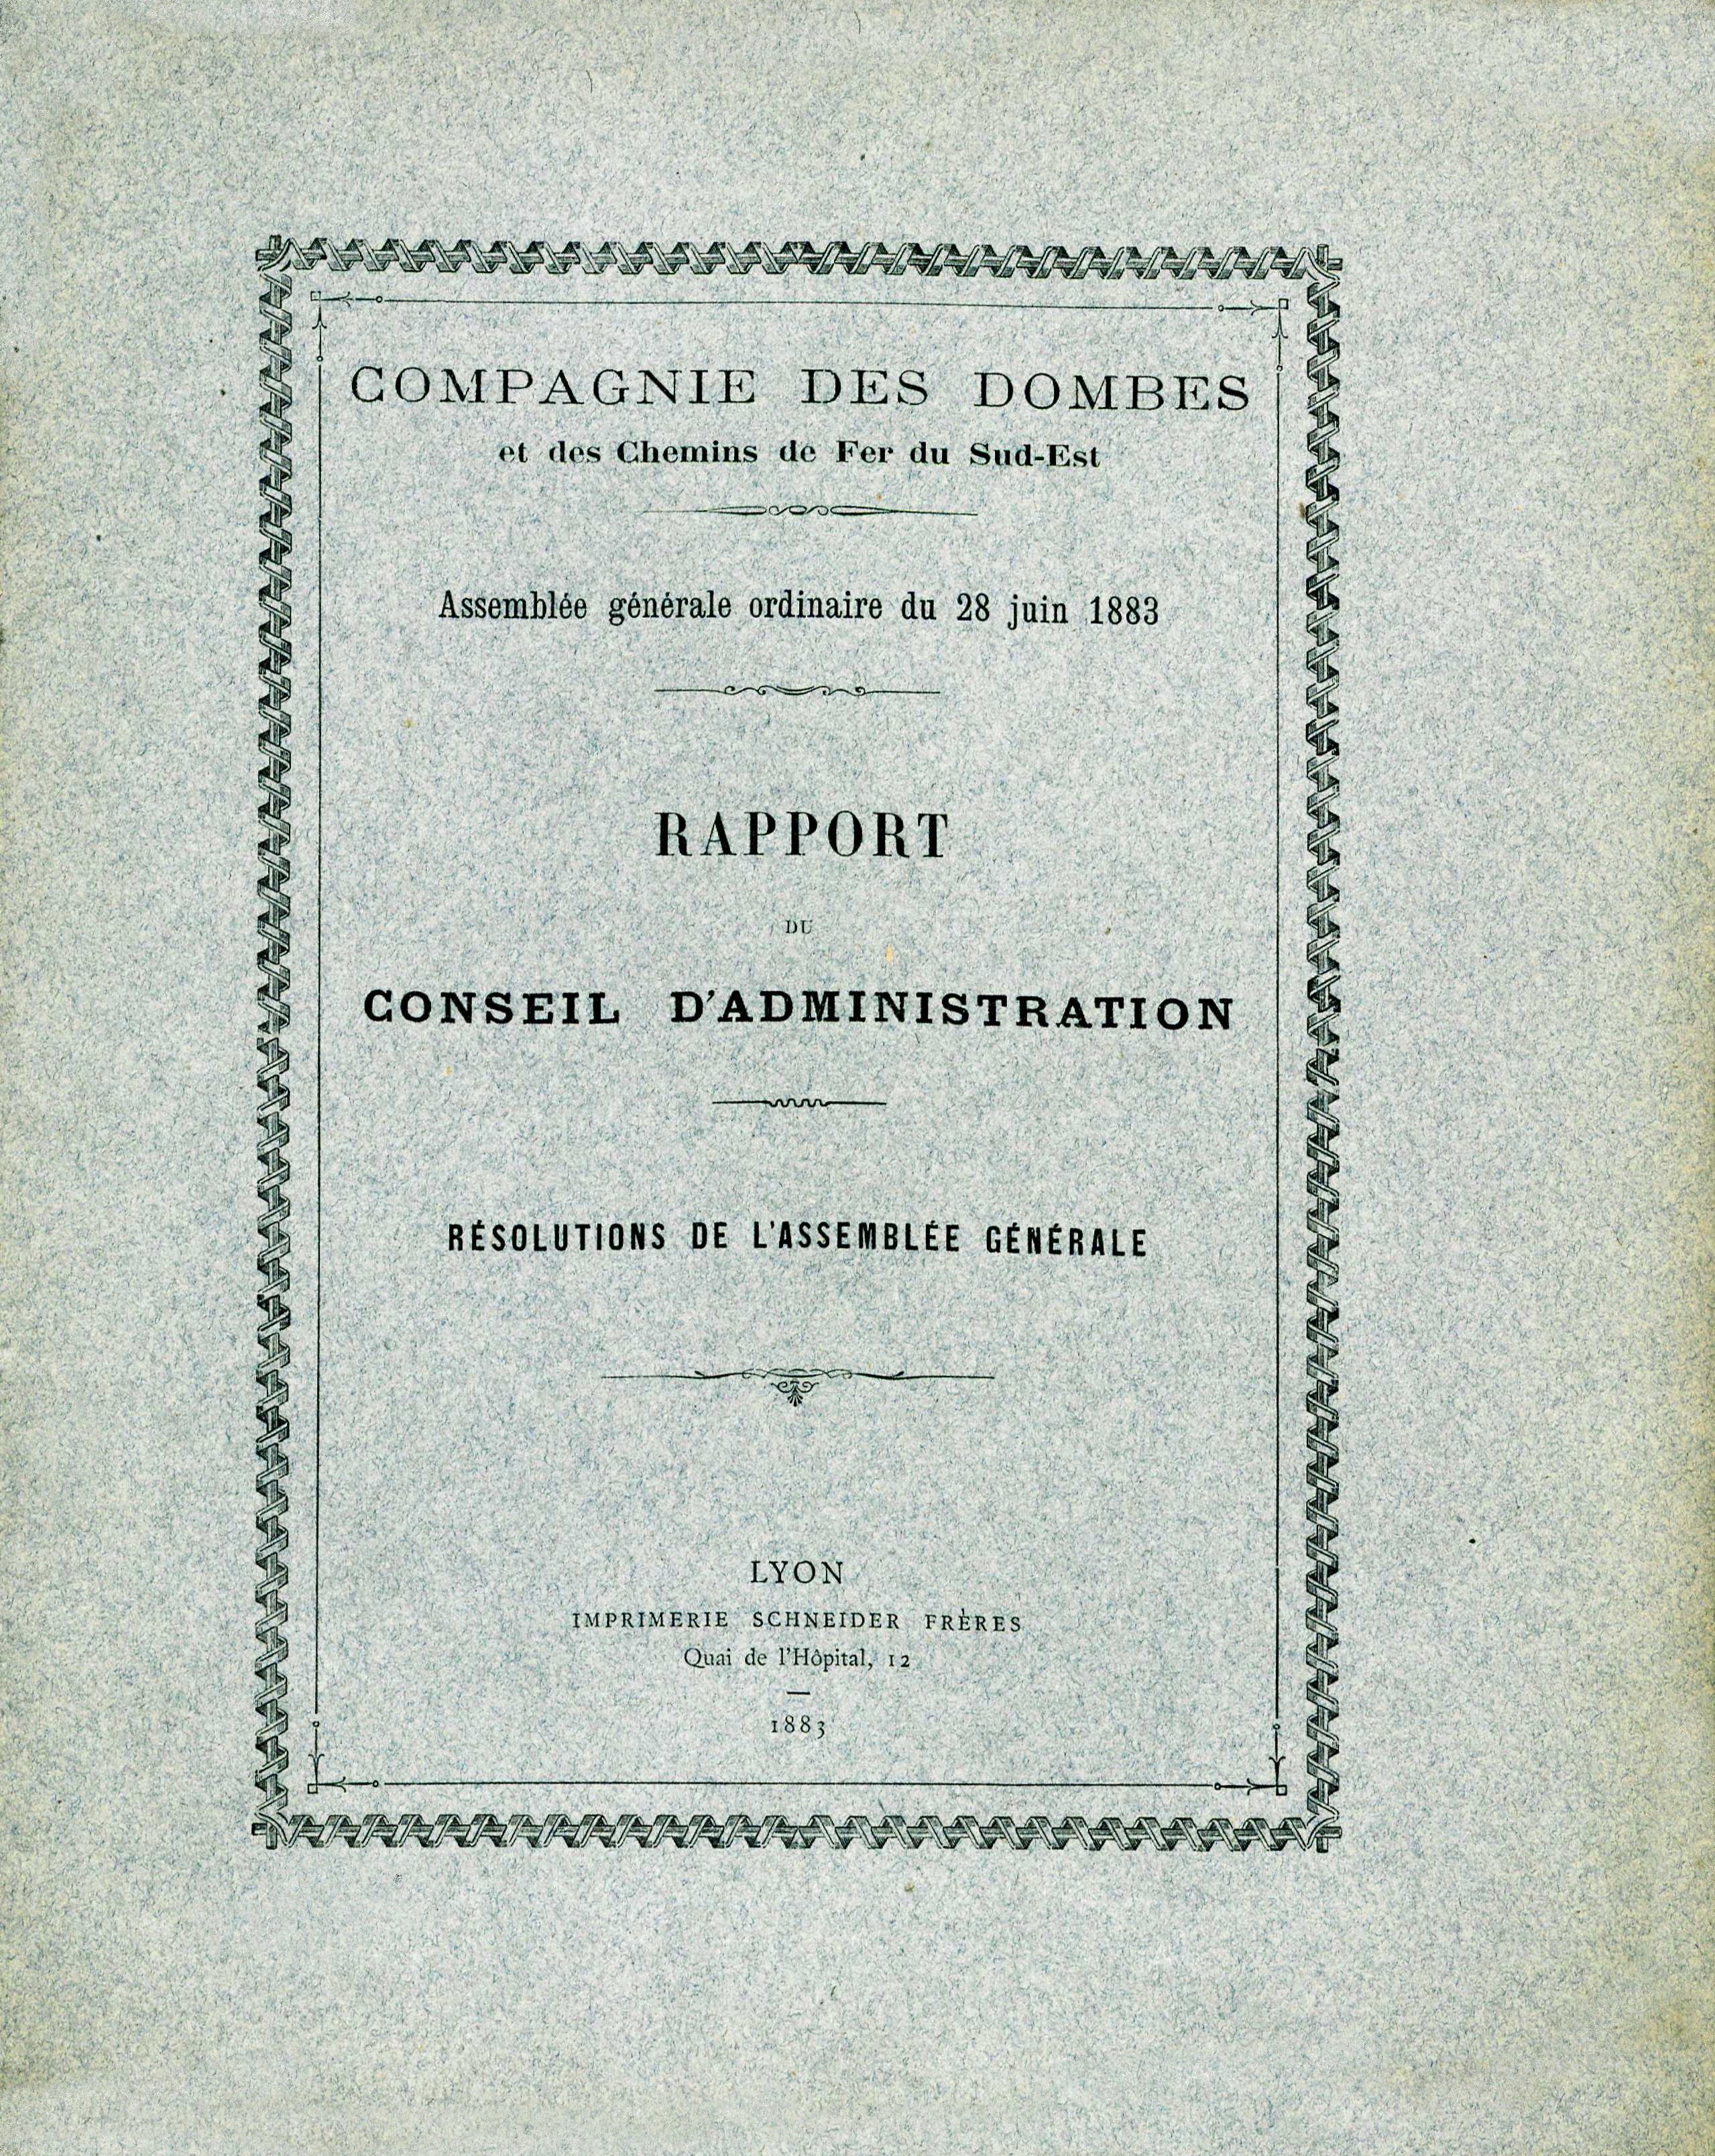 COMPAGNIE DES DOMBES
et des Chemins de Fer du Sud-Est
Assemblée générale ordinaire du 28 juin 1883
RAPPORT
DU
CONSEIL D'ADMINISTRATION
RÉSOLUTIONS DE L'ASSEMBLÉE GÉNÉRALE
LYON
IMPRIMERIE SCHNEIDER FRÈRES
Quai de l'Hôpital, 12
1883